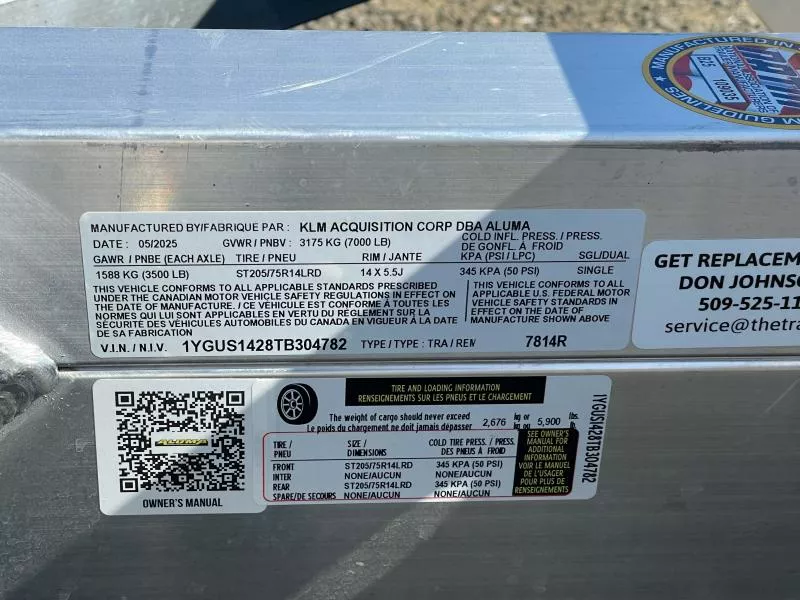 MANUFACTURED IN
GUIDELINES
109035
MANUFACTURED BY/FABRIQUE PAR : KLM ACQUISITION CORP DBA ALUMA
DATE : 05/2025 GVWR / PNBV : 3175 KG (7000 LB) COLD INFL. PRESS. / PRESS. DE GONFL. À FROID
GAWR / PNBE (EACH AXLE) TIRE / PNEU RIM / JANTE KPA (PSI / LPC) SGL/DUAL
1588 KG (3500 LB) ST205/75R14LRD 14 X 5.5J 345 KPA (50 PSI) SINGLE
THIS VEHICLE CONFORMS TO ALL APPLICABLE STANDARDS PRESCRIBED
UNDER THE CANADIAN MOTOR VEHICLE SAFETY REGULATIONS IN EFFECT ON
THE DATE OF MANUFACTURE. / CE VEHICULE EST CONFORME À TOUTES LES
NORMES QUI LUI SONT APPLICABLES EN VERTU DU RÉGLEMENT SUR LA
SÉCURITÉ DES VÉHICULES AUTOMOBILES DU CANADA EN VIGUEUR À LA DATE
DE SA FABRICATION
THIS VEHICLE CONFORMS TO ALL
APPLICABLE U.S. FEDERAL MOTOR
VEHICLE SAFETY STANDARDS IN
EFFECT ON THE DATE OF
MANUFACTURE SHOWN ABOVE
V.I.N. / N.I.V. 1YGUS1428TB304782 TYPE / TYPE : TRA / REM 7814R
GET REPLACEM
DON JOHNSO
509-525-11
service@thetra
ALUMA
OWNER'S MANUAL
TIRE AND LOADING INFORMATION
RENSEIGNEMENTS SUR LES PNEUS ET LE CHARGEMENT
The weight of cargo should never exceed
Le poids du chargement ne doit jamais dépasser
2,676 kg or 5,900 lbs.
kg ou lb.
TIRE / SIZE / COLD TIRE PRESS. / PRESS.
PNEU DIMENSIONS DES PNEUS À FROID
FRONT ST205/75R14LRD 345 KPA (50 PSI)
INTER NONE/AUCUN NONE/AUCUN
REAR ST205/75R14LRD 345 KPA (50 PSI)
SPARE/DE SECOURS NONE/AUCUN NONE/AUCUN
SEE OWNER'S
MANUAL FOR
ADDITIONAL
INFORMATION
VOIR LE MANUEL
DE L'USAGER
POUR PLUS DE
RENSEIGNEMENTS
1YGUS1428TB304782